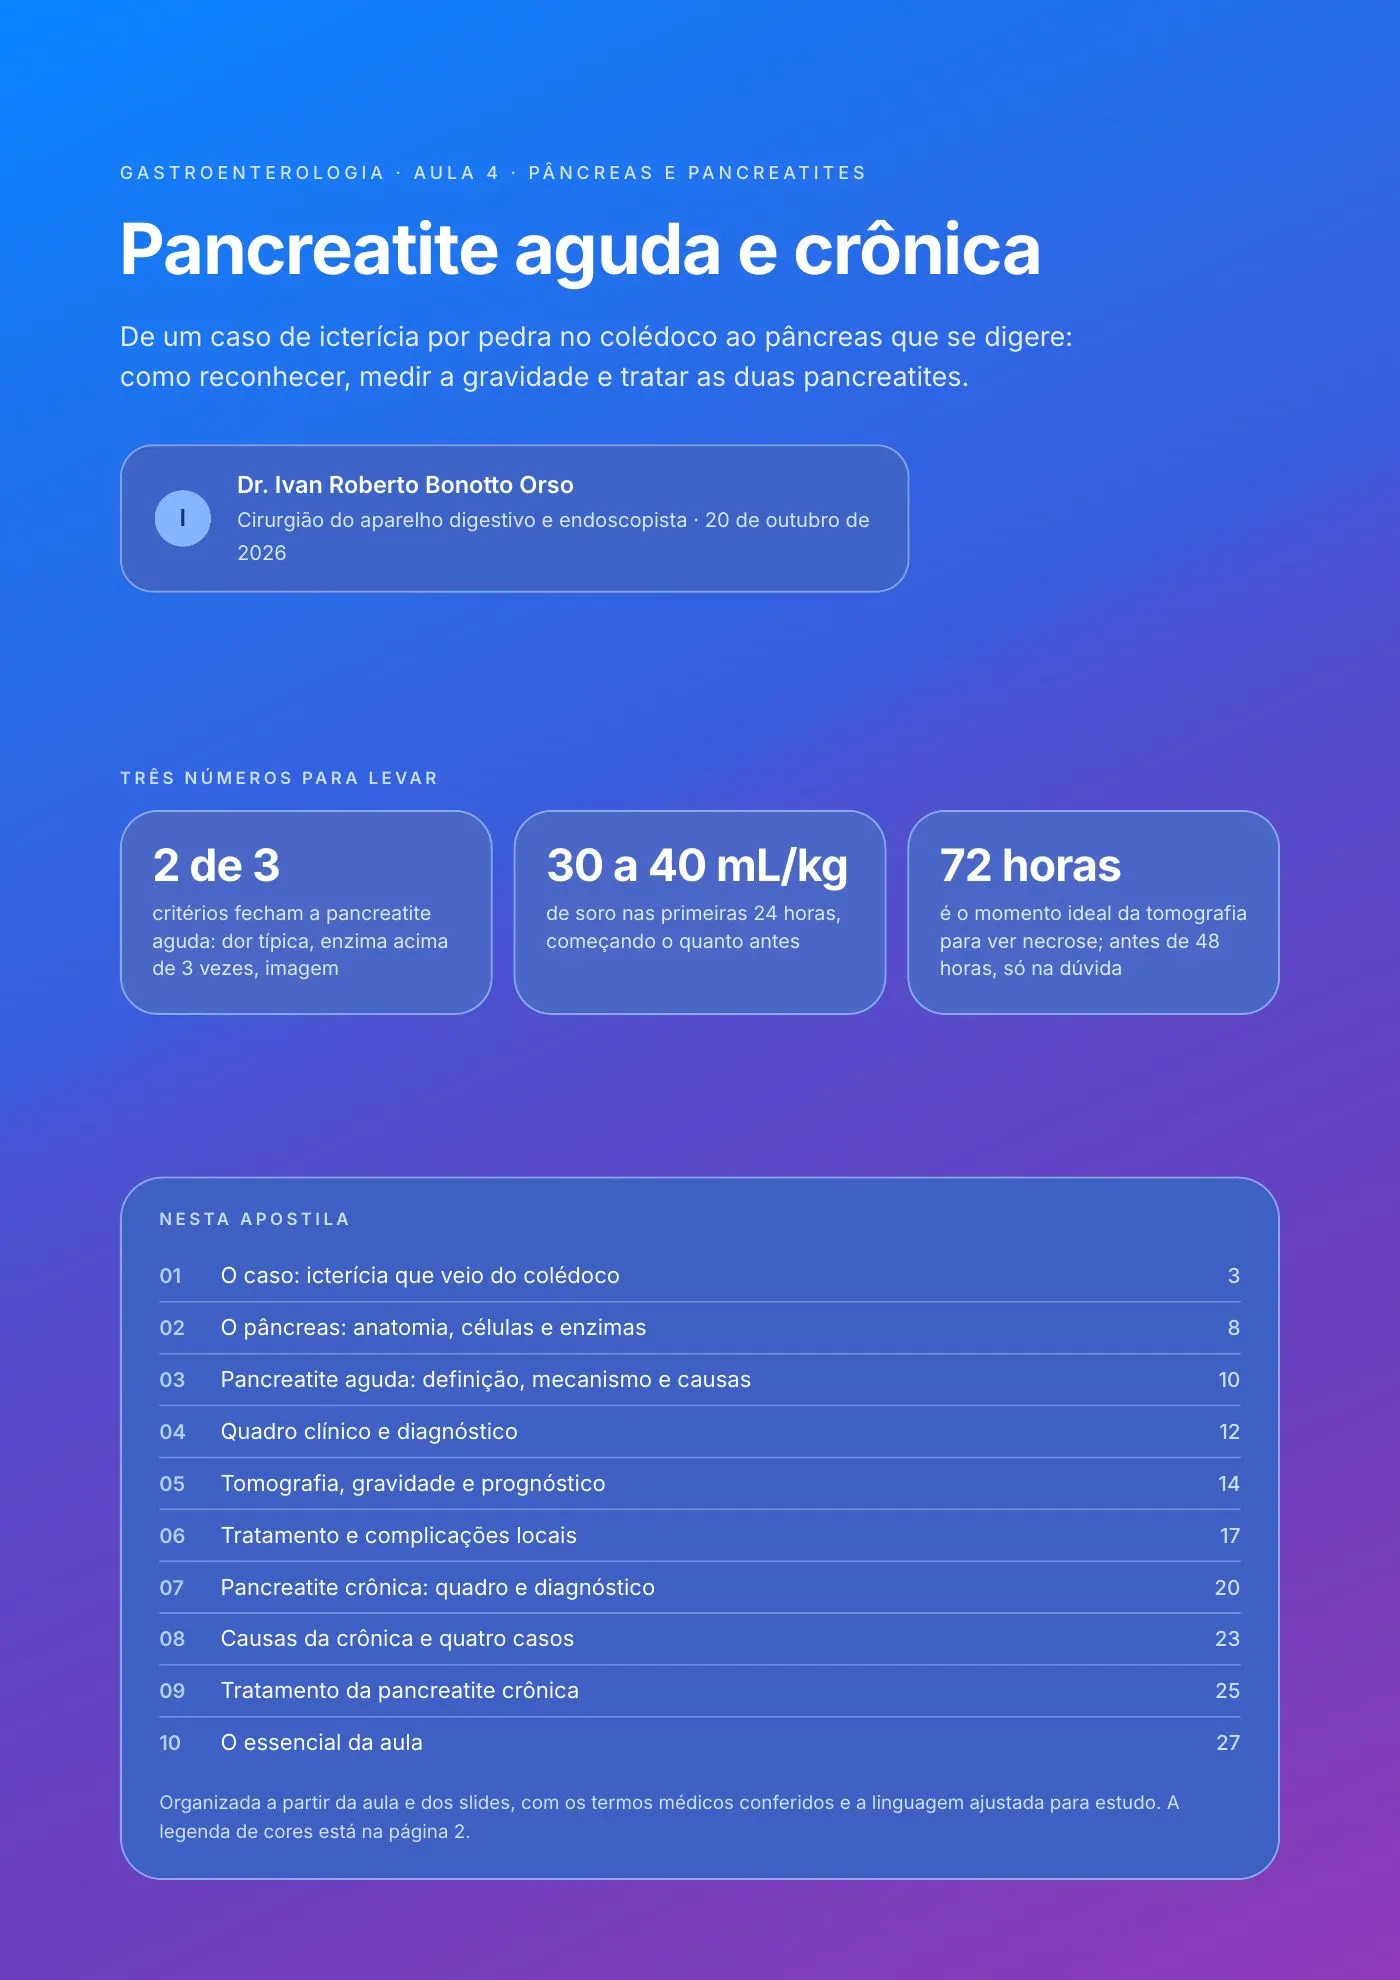 GASTROENTEROLOGIA · AULA 4 · PÂNCREAS E PANCREATITES
Pancreatite aguda e crônica
De um caso de icterícia por pedra no colédoco ao pâncreas que se digere:
como reconhecer, medir a gravidade e tratar as duas pancreatites.
I
Dr. Ivan Roberto Bonotto Orso
Cirurgião do aparelho digestivo e endoscopista · 20 de outubro de
2026
TRÊS NÚMEROS PARA LEVAR
2 de 3
critérios fecham a pancreatite
aguda: dor típica, enzima acima
de 3 vezes, imagem
30 a 40 mL/kg
de soro nas primeiras 24 horas,
começando o quanto antes
72 horas
é o momento ideal da tomografia
para ver necrose; antes de 48
horas, só na dúvida
NESTA APOSTILA
01 O caso: icterícia que veio do colédoco 3
02 O pâncreas: anatomia, células e enzimas 8
03 Pancreatite aguda: definição, mecanismo e causas 10
04 Quadro clínico e diagnóstico 12
05 Tomografia, gravidade e prognóstico 14
06 Tratamento e complicações locais 17
07 Pancreatite crônica: quadro e diagnóstico 20
08 Causas da crônica e quatro casos 23
09 Tratamento da pancreatite crônica 25
10 O essencial da aula 27
Organizada a partir da aula e dos slides, com os termos médicos conferidos e a linguagem ajustada para estudo. A
legenda de cores está na página 2.